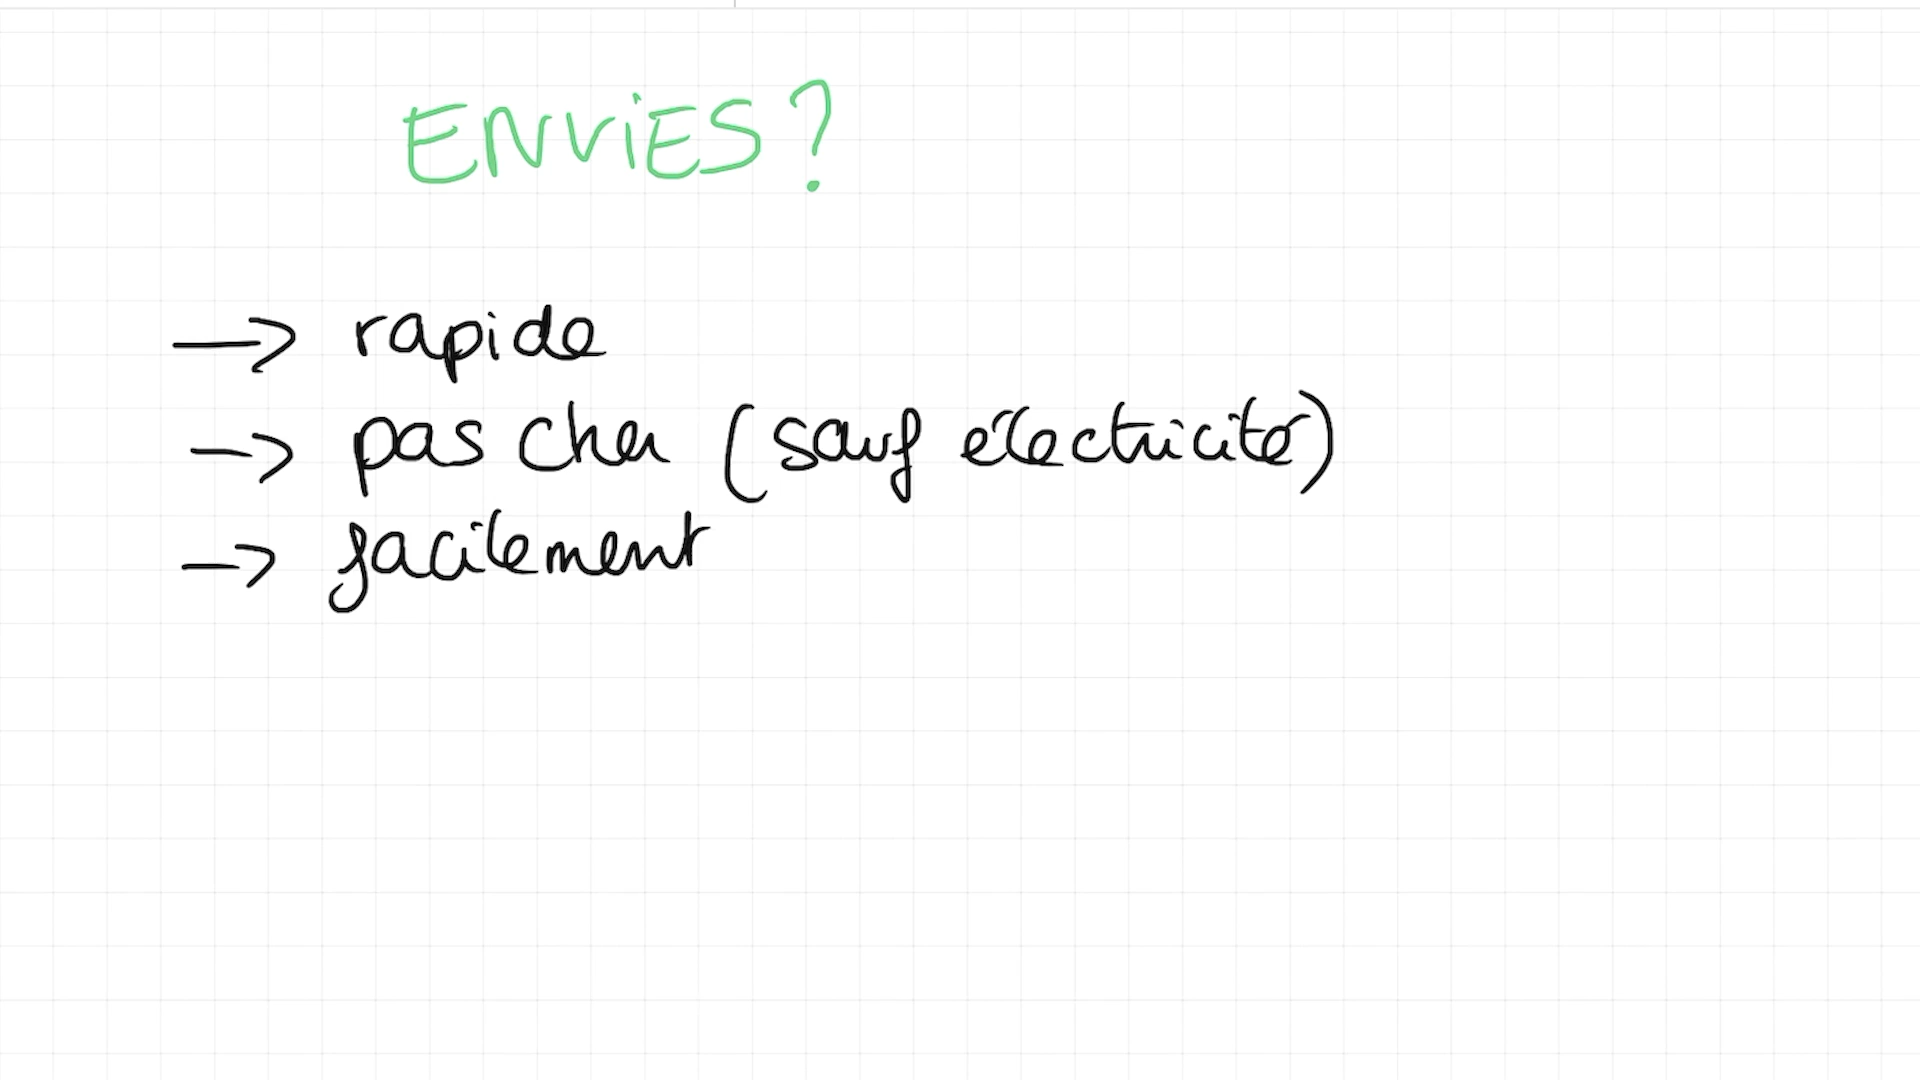 ENViES ?
-> rapide
-> pas cher (sauf électricité)
-> facilement